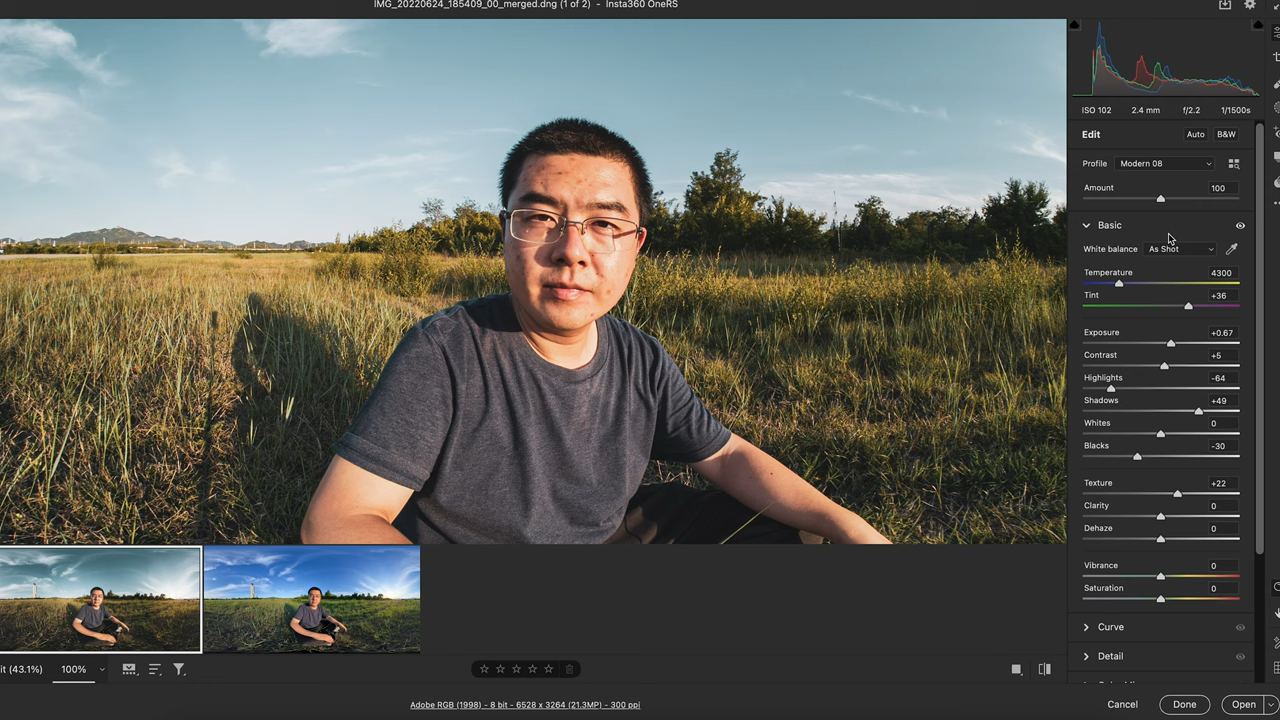 IMG_20220624_185409_00_merged.dng (1 of 2) - Insta360 OneRS
ISO 102 2.4 mm f/2.2 1/1500s
Edit Auto B&W
Profile Modern 08
Amount 100
Basic
White balance As Shot
Temperature 4300
Tint +36
Exposure +0.67
Contrast +5
Highlights -64
Shadows +49
Whites 0
Blacks -30
Texture +22
Clarity 0
Dehaze 0
Vibrance 0
Saturation 0
Curve
Detail
(43.1%) 100%
Adobe RGB (1998) - 8 bit - 6528 x 3264 (21.3MP) - 300 ppi
Cancel Done Open